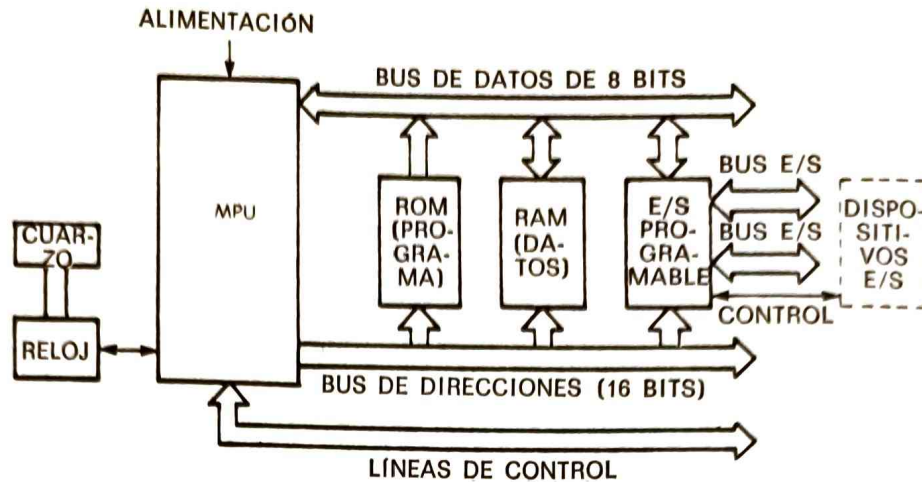 ALIMENTACIÓN
BUS DE DATOS DE 8 BITS
MPU
ROM
(PRO-
GRA-
MA)
RAM
(DA-
TOS)
E/S
PRO-
GRA-
MABLE
BUS E/S
BUS E/S
CONTROL
DISPO-
SITI-
VOS
E/S
CUAR-
ZO
RELOJ
BUS DE DIRECCIONES (16 BITS)
LÍNEAS DE CONTROL